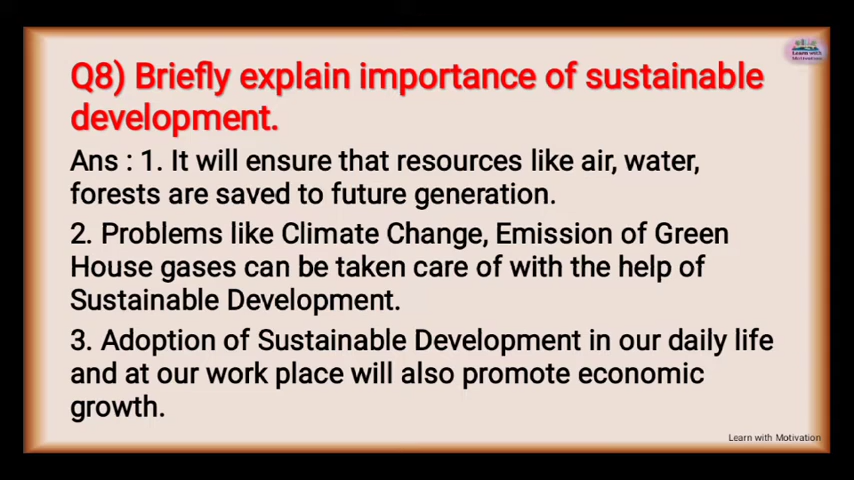 Learn with
Motivation
Q8) Briefly explain importance of sustainable
development.
Ans : 1. It will ensure that resources like air, water,
forests are saved to future generation.
2. Problems like Climate Change, Emission of Green
House gases can be taken care of with the help of
Sustainable Development.
3. Adoption of Sustainable Development in our daily life
and at our work place will also promote economic
growth.
Learn with Motivation